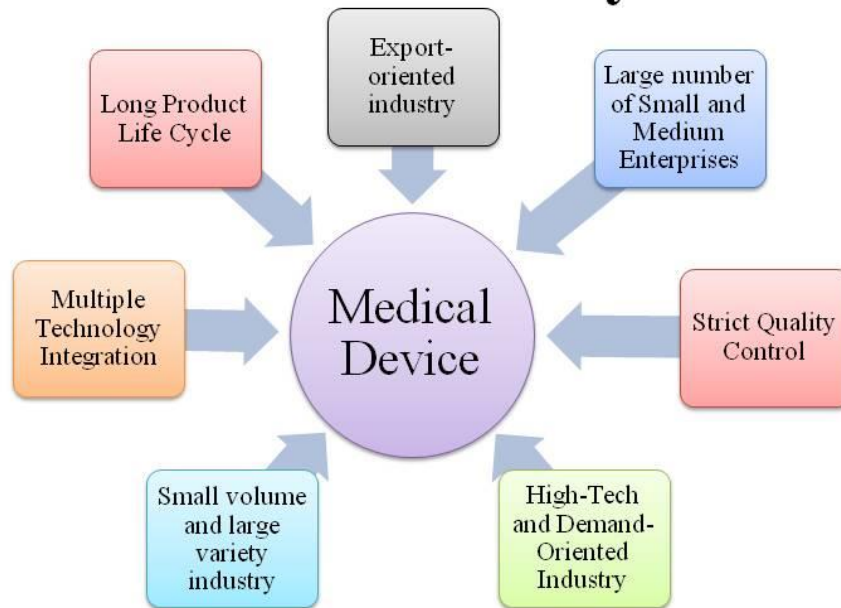 Export-
oriented
industry
Large number
of Small and
Medium
Enterprises
Long Product
Life Cycle
Medical
Device
Multiple
Technology
Integration
Strict Quality
Control
Small volume
and large
variety
industry
High-Tech
and Demand-
Oriented
Industry